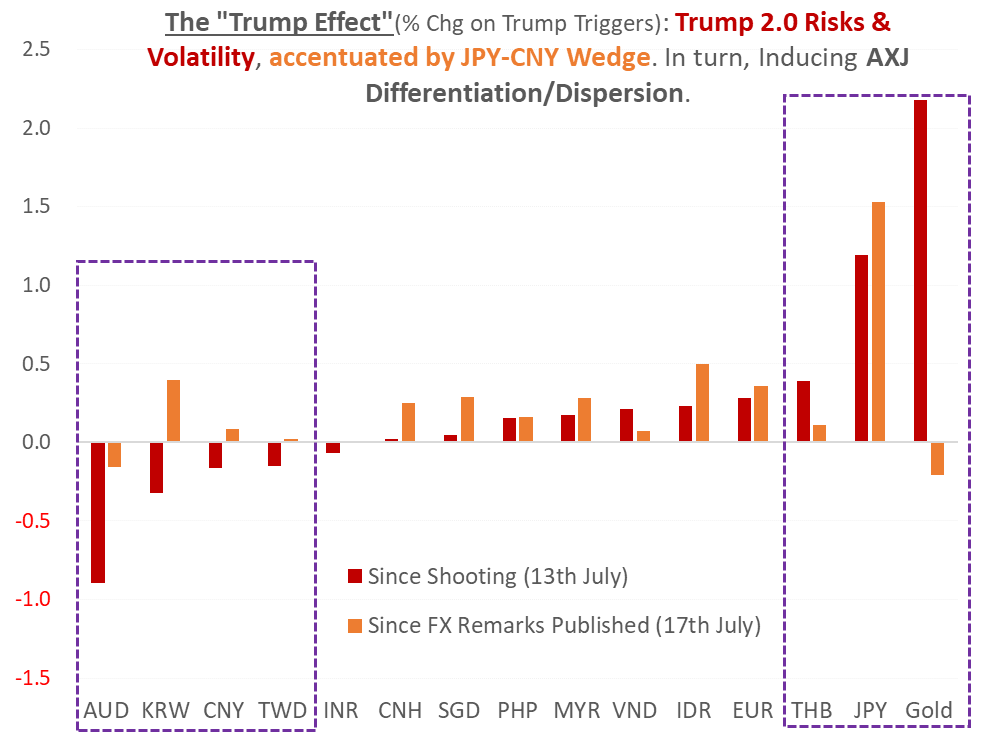 The "Trump Effect"(% Chg on Trump Triggers): Trump 2.0 Risks &
Volatility, accentuated by JPY-CNY Wedge. In turn, Inducing AXJ
Differentiation/Dispersion.
2.5
2.0
1.5
1.0
0.5
0.0
-0.5
-1.0
-1.5
Since Shooting (13th July)
Since FX Remarks Published (17th July)
AUD KRW CNY TWD INR CNH SGD PHP MYR VND IDR EUR THB JPY Gold